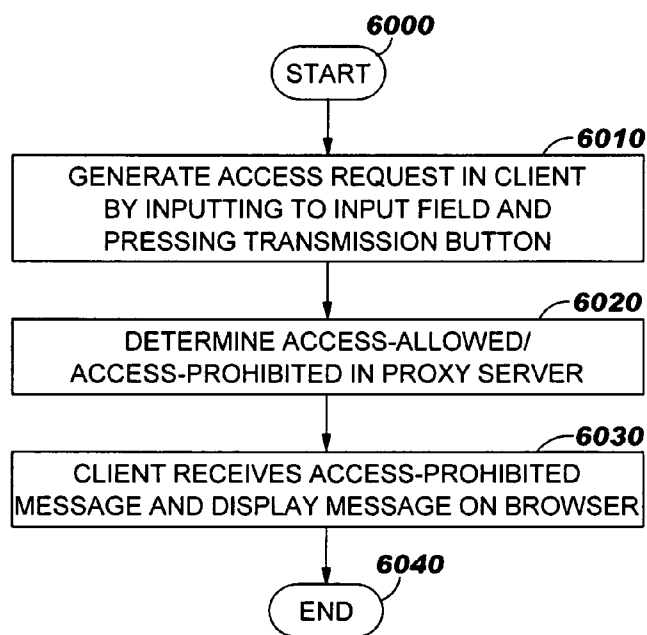 6000
START
6010
GENERATE ACCESS REQUEST IN CLIENT
BY INPUTTING TO INPUT FIELD AND
PRESSING TRANSMISSION BUTTON
6020
DETERMINE ACCESS-ALLOWED/
ACCESS-PROHIBITED IN PROXY SERVER
6030
CLIENT RECEIVES ACCESS-PROHIBITED
MESSAGE AND DISPLAY MESSAGE ON BROWSER
6040
END